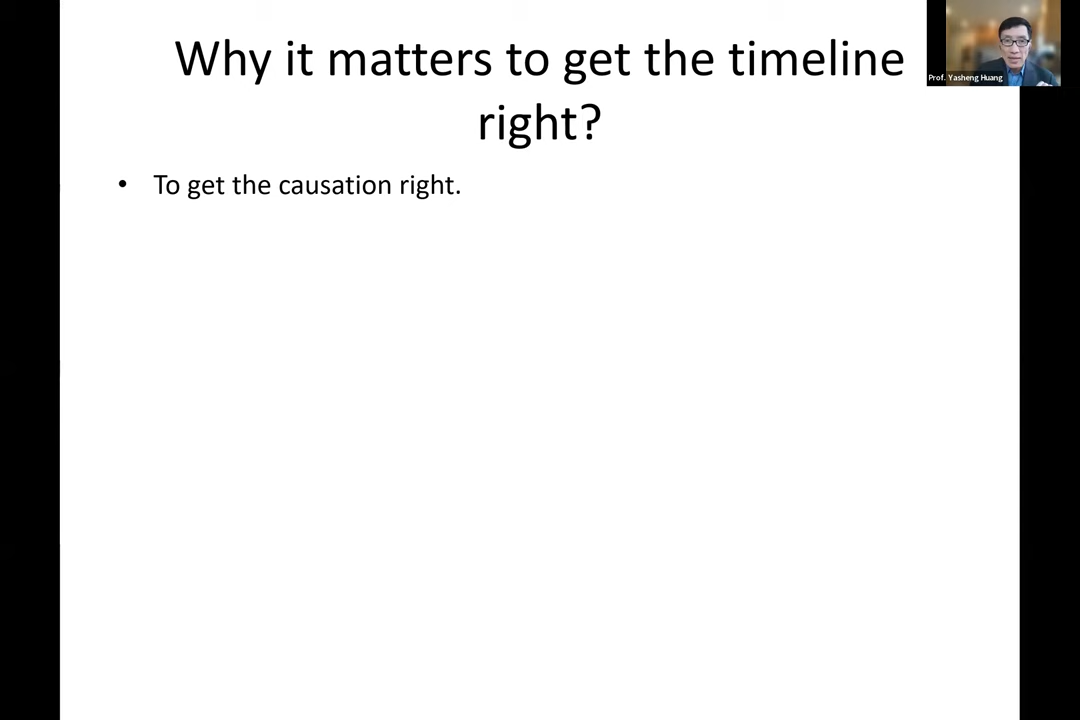 Why it matters to get the timeline
right?
Prof. Yasheng Huang
• To get the causation right.